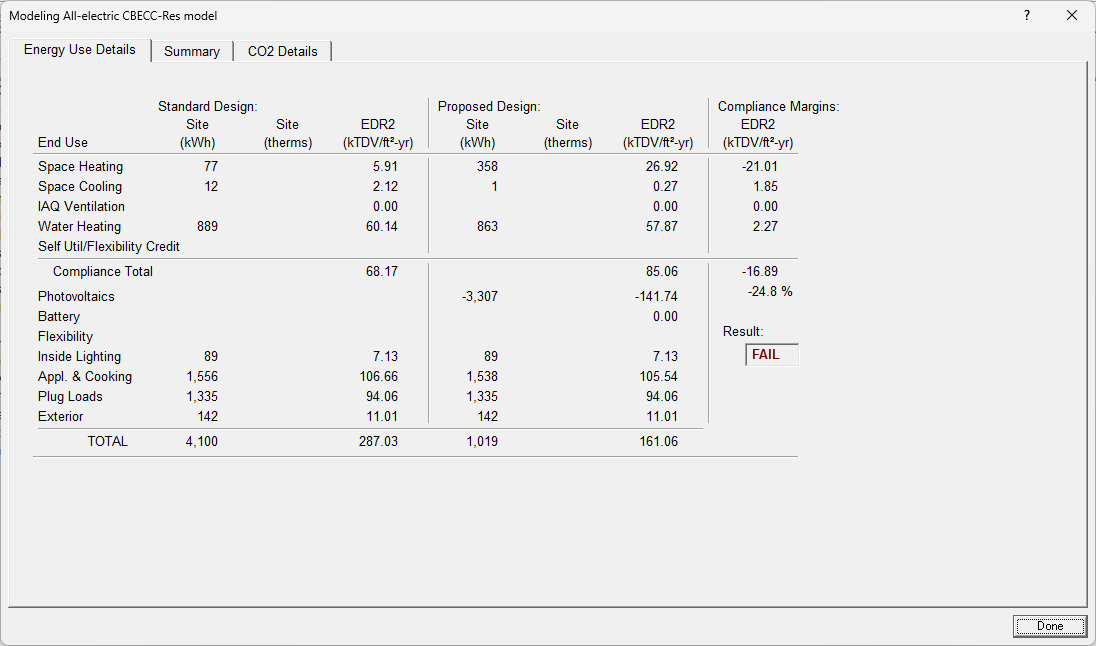 Modeling All-electric CBECC-Res model ?
Energy Use Details Summary CO2 Details
Standard Design: Proposed Design: Compliance Margins:
Site Site EDR2 Site Site EDR2 EDR2
End Use (kWh) (therms) (kTDV/ft²-yr) (kWh) (therms) (kTDV/ft²-yr) (kTDV/ft²-yr)
Space Heating 77 5.91 358 26.92 -21.01
Space Cooling 12 2.12 1 0.27 1.85
IAQ Ventilation 0.00 0.00 0.00
Water Heating 889 60.14 863 57.87 2.27
Self Util/Flexibility Credit
Compliance Total 68.17 85.06 -16.89
-24.8 %
Photovoltaics -3,307 -141.74
Battery 0.00
Result:
Flexibility
Inside Lighting 89 7.13 89 7.13 FAIL
Appl. & Cooking 1,556 106.66 1,538 105.54
Plug Loads 1,335 94.06 1,335 94.06
Exterior 142 11.01 142 11.01
TOTAL 4,100 287.03 1,019 161.06
Done